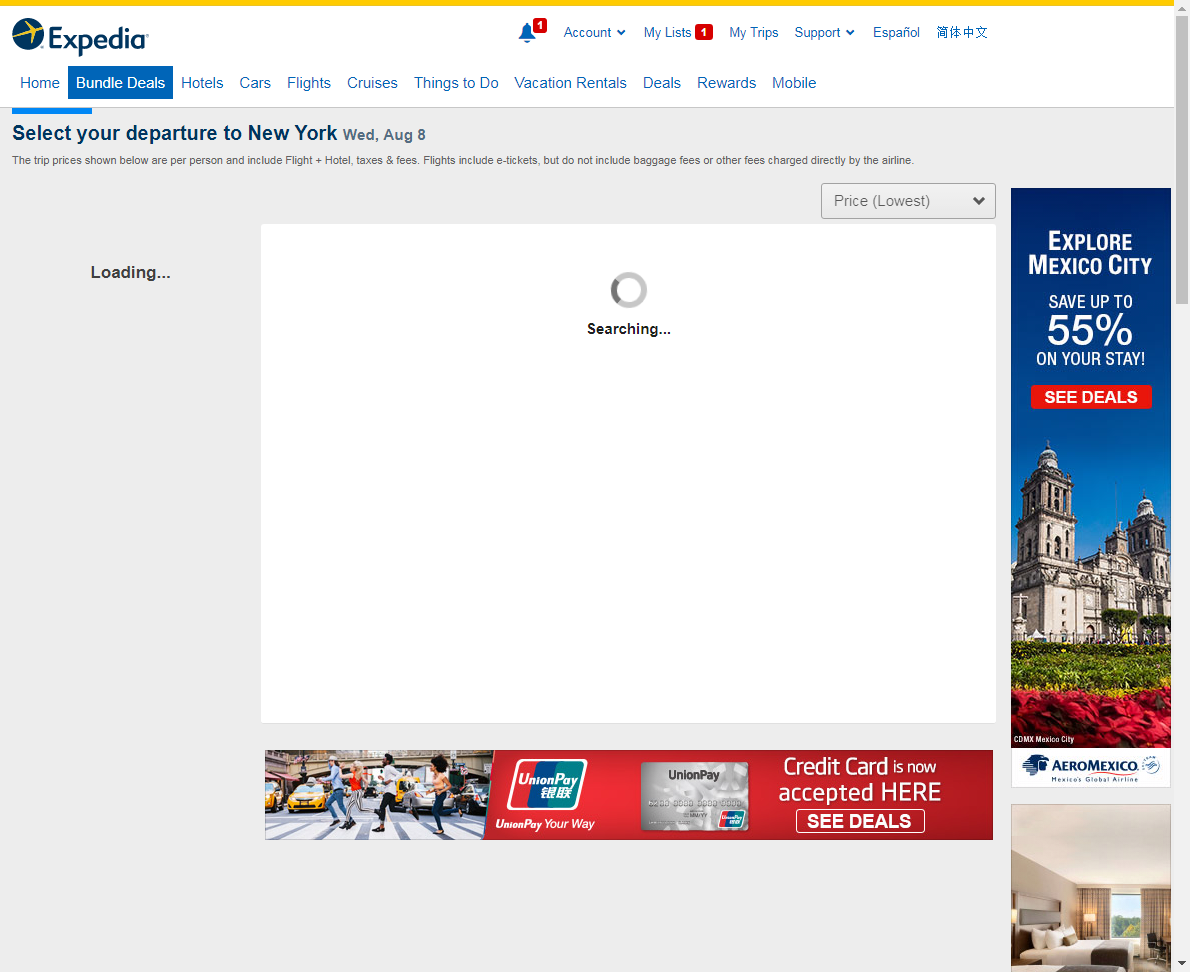 Expedia
1
Account
My Lists 1
My Trips
Support
Español
简体中文
Home
Bundle Deals
Hotels
Cars
Flights
Cruises
Things to Do
Vacation Rentals
Deals
Rewards
Mobile
Select your departure to New York Wed, Aug 8
The trip prices shown below are per person and include Flight + Hotel, taxes & fees. Flights include e-tickets, but do not include baggage fees or other fees charged directly by the airline.
Price (Lowest)
Loading...
Searching...
EXPLORE
MEXICO CITY
SAVE UP TO
55%
ON YOUR STAY!
SEE DEALS
CDMX Mexico City
AEROMEXICO.
Mexico's Global Airline
UnionPay
银联
UnionPay Your Way
UnionPay
UnionPay
银联
Credit Card is now
accepted HERE
SEE DEALS